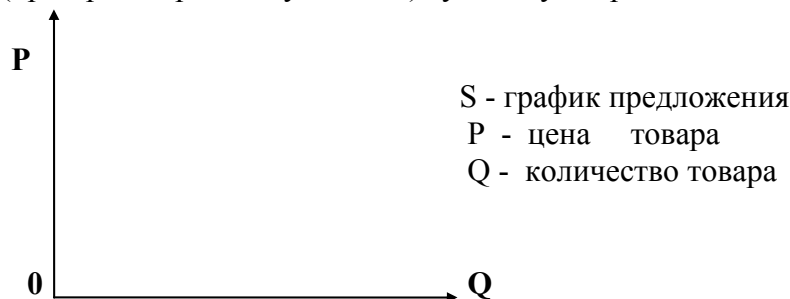 P
S - график предложения
P - цена товара
Q - количество товара
0
Q